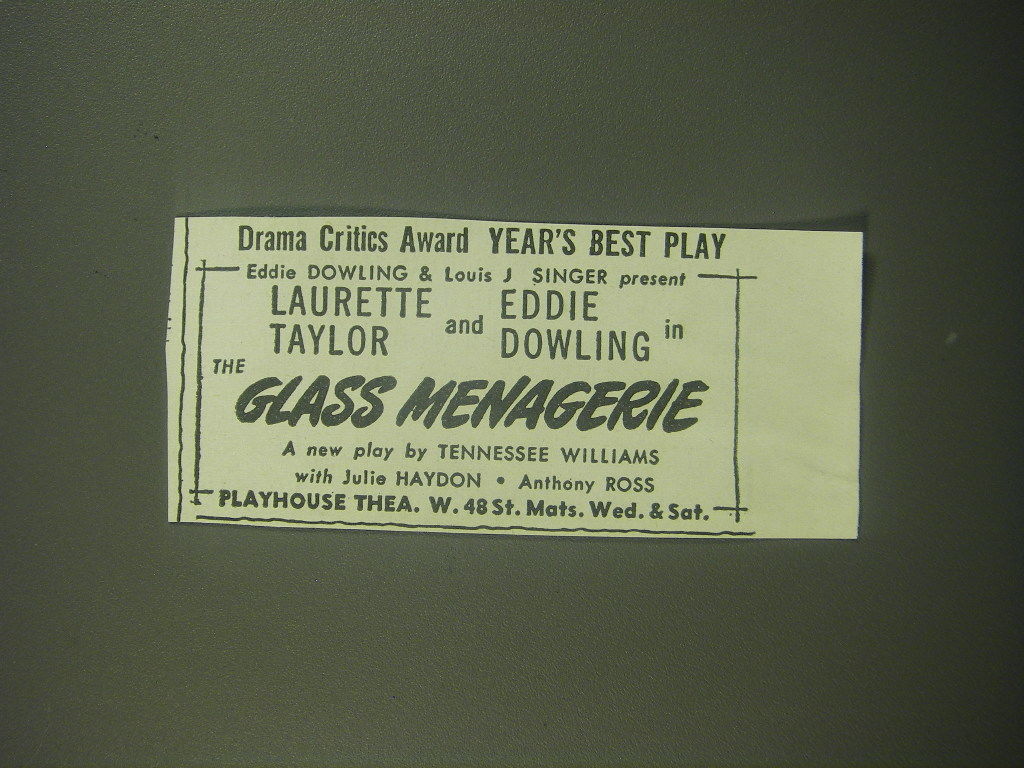 Drama Critics Award YEAR'S BEST PLAY
Eddie DOWLING & Louis J SINGER present
LAURETTE TAYLOR and EDDIE DOWLING in
THE
GLASS MENAGERIE
A new play by TENNESSEE WILLIAMS
with Julie HAYDON • Anthony ROSS
PLAYHOUSE THEA. W. 48 St. Mats. Wed. & Sat.